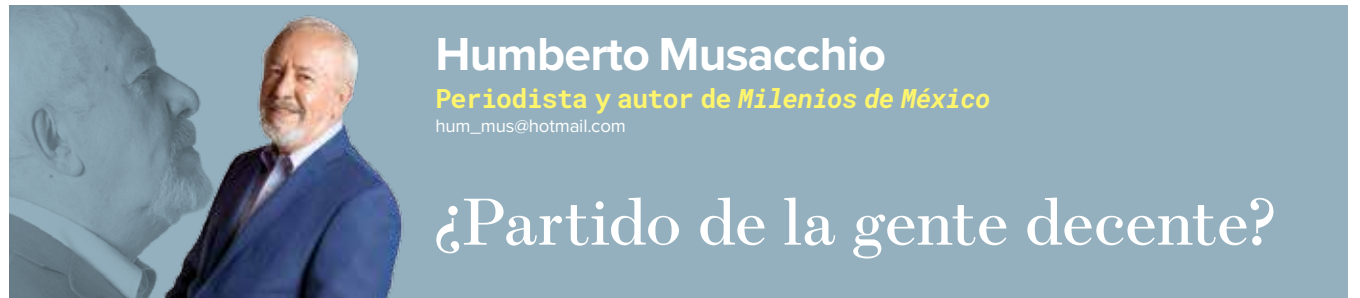 Humberto Musacchio
Periodista y autor de Milenios de México
hum_mus@hotmail.com
¿Partido de la gente decente?